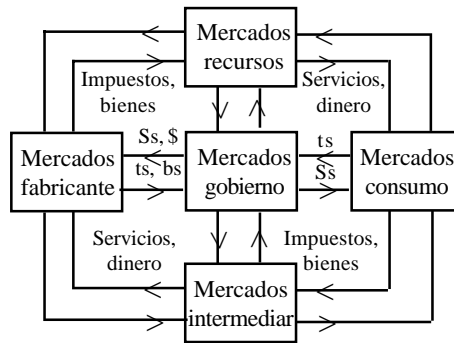 Mercados
recursos
Impuestos,
bienes
Servicios,
dinero
Ss, $
ts, bs
ts
Ss
Mercados
fabricante
Mercados
gobierno
Mercados
consumo
Servicios,
dinero
Impuestos,
bienes
Mercados
intermediar